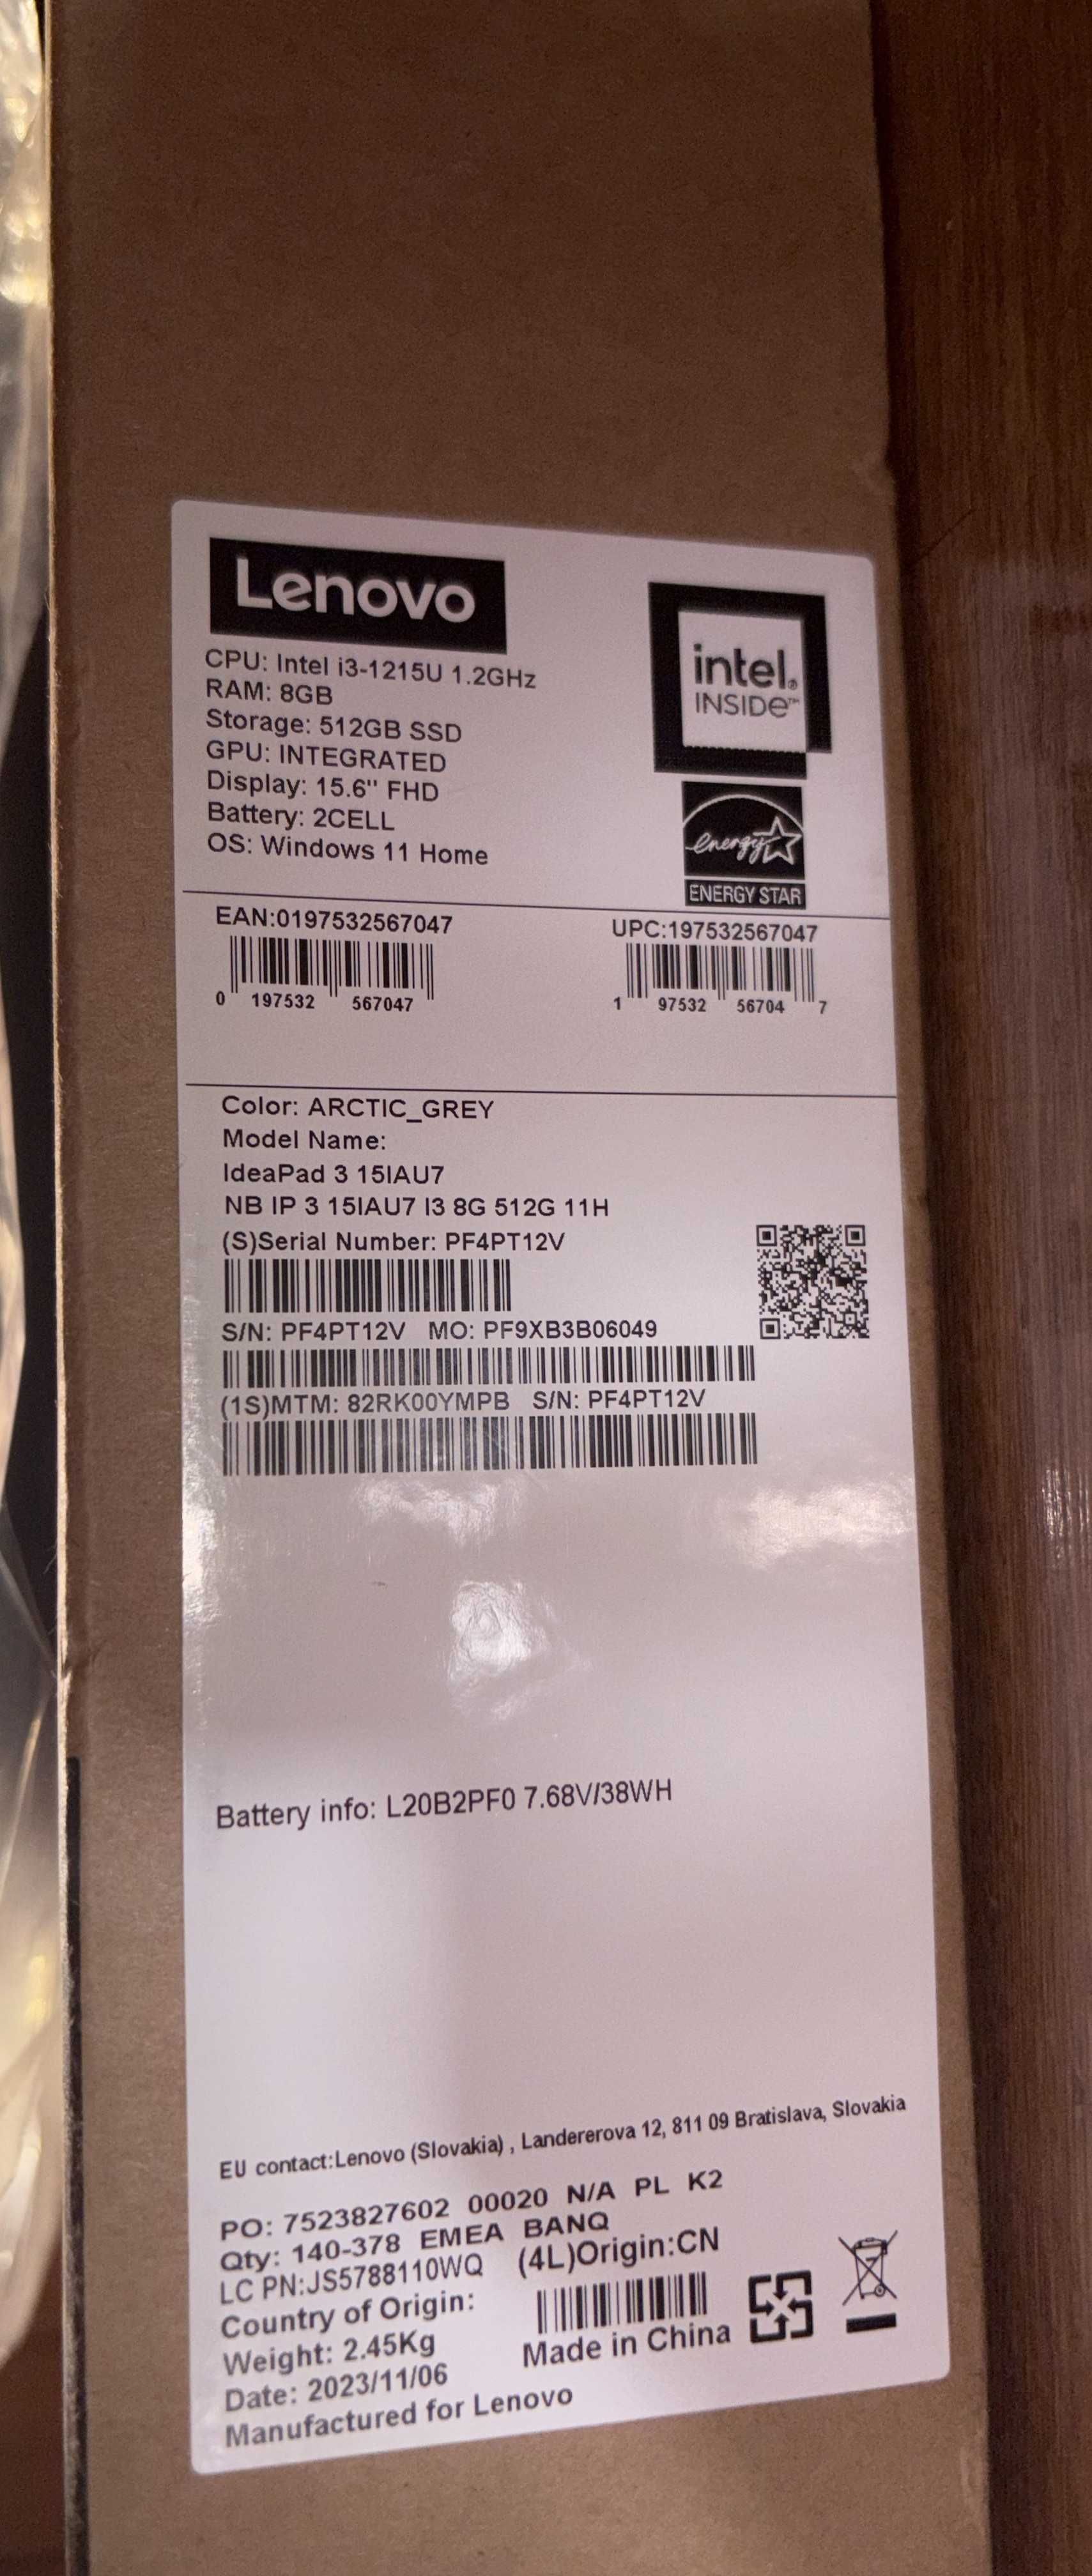 Lenovo
CPU: Intel i3-1215U 1.2GHz
RAM: 8GB
Storage: 512GB SSD
GPU: INTEGRATED
Display: 15.6" FHD
Battery: 2CELL
OS: Windows 11 Home
intel.
INSIDe™
energy
ENERGY STAR
EAN:0197532567047
0 197532 567047
UPC:197532567047
1 97532 56704 7
Color: ARCTIC_GREY
Model Name:
IdeaPad 3 15IAU7
NB IP 3 15IAU7 I3 8G 512G 11H
(S)Serial Number: PF4PT12V
S/N: PF4PT12V MO: PF9XB3B06049
(1S)MTM: 82RK00YMPB S/N: PF4PT12V
Battery info: L20B2PF0 7.68V/38WH
EU contact:Lenovo (Slovakia) , Landererova 12, 811 09 Bratislava, Slovakia
PO: 7523827602 00020 N/A PL K2
Qty: 140-378 EMEA BANQ
LC PN:JS5788110WQ (4L)Origin:CN
Country of Origin:
Weight: 2.45Kg
Made in China
Date: 2023/11/06
Manufactured for Lenovo